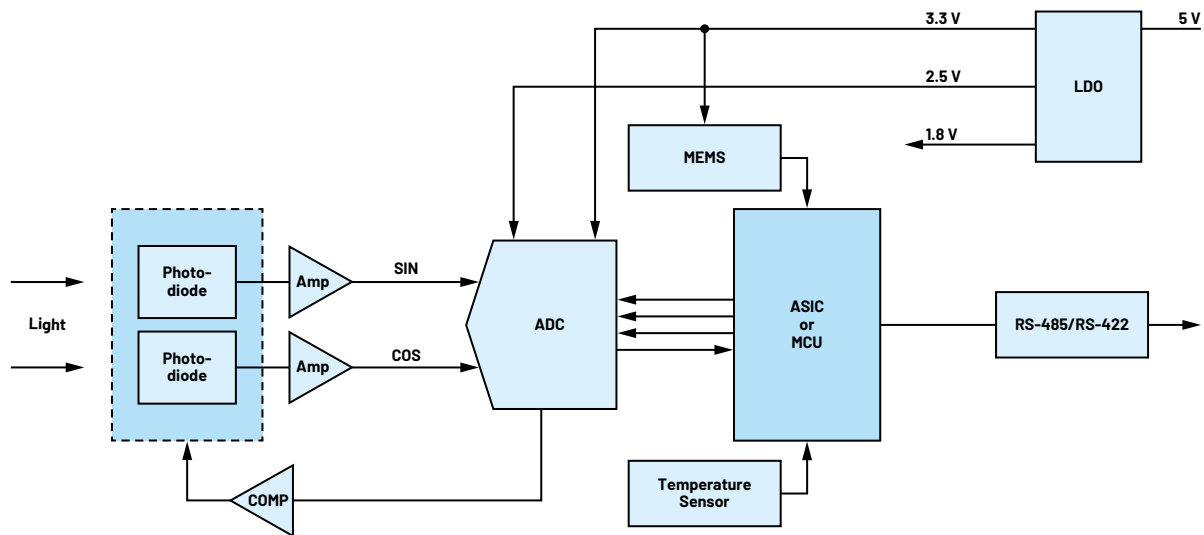 3.3 V
5 V
2.5 V
LDO
1.8 V
MEMS
Photo-
diode
Amp
SIN
Light
ADC
ASIC
or
MCU
RS-485/RS-422
Photo-
diode
Amp
COS
COMP
Temperature
Sensor